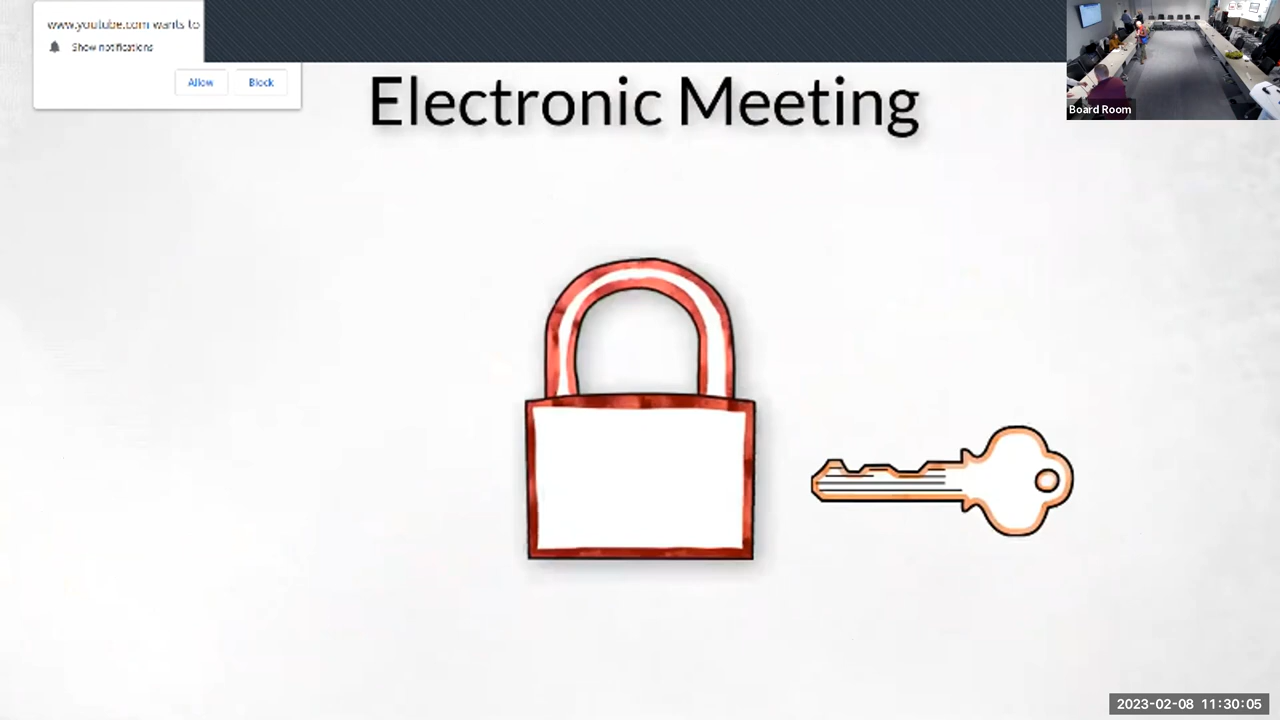 www.youtube.com wants to
Show notifications
Allow Block
Electronic Meeting
Board Room
2023-02-08 11:30:05